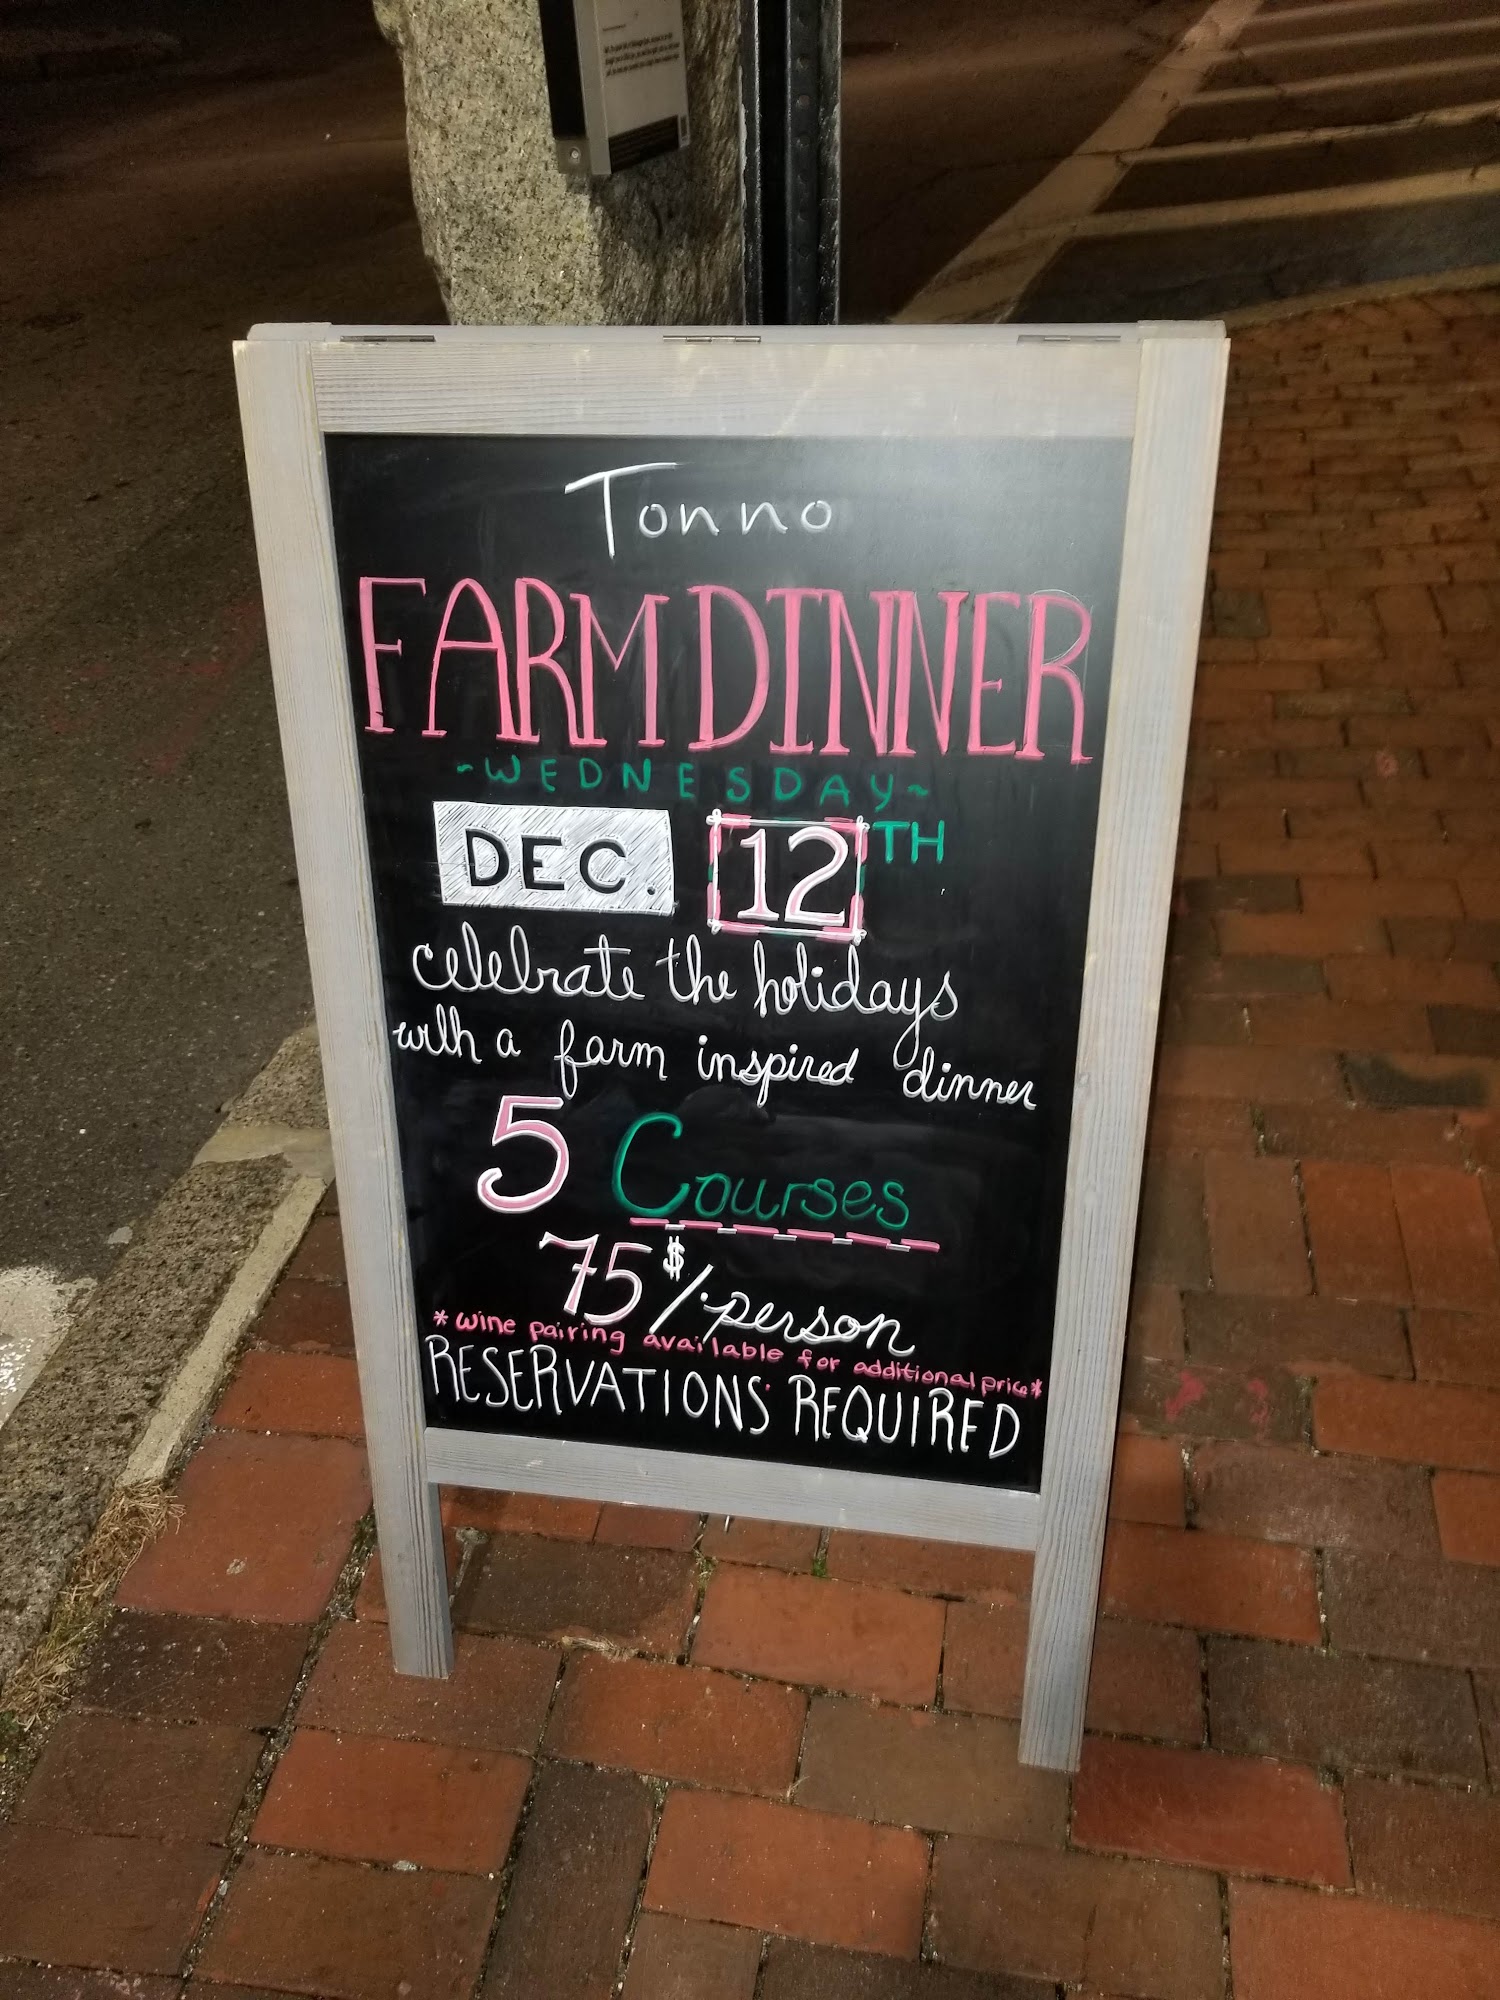 Tonno
FARM DINNER
~WEDNESDAY~
DEC. 12TH
celebrate the holidays
with a farm inspired dinner
5 Courses
75$/person
*wine pairing available for additional price*
RESERVATIONS REQUIRED